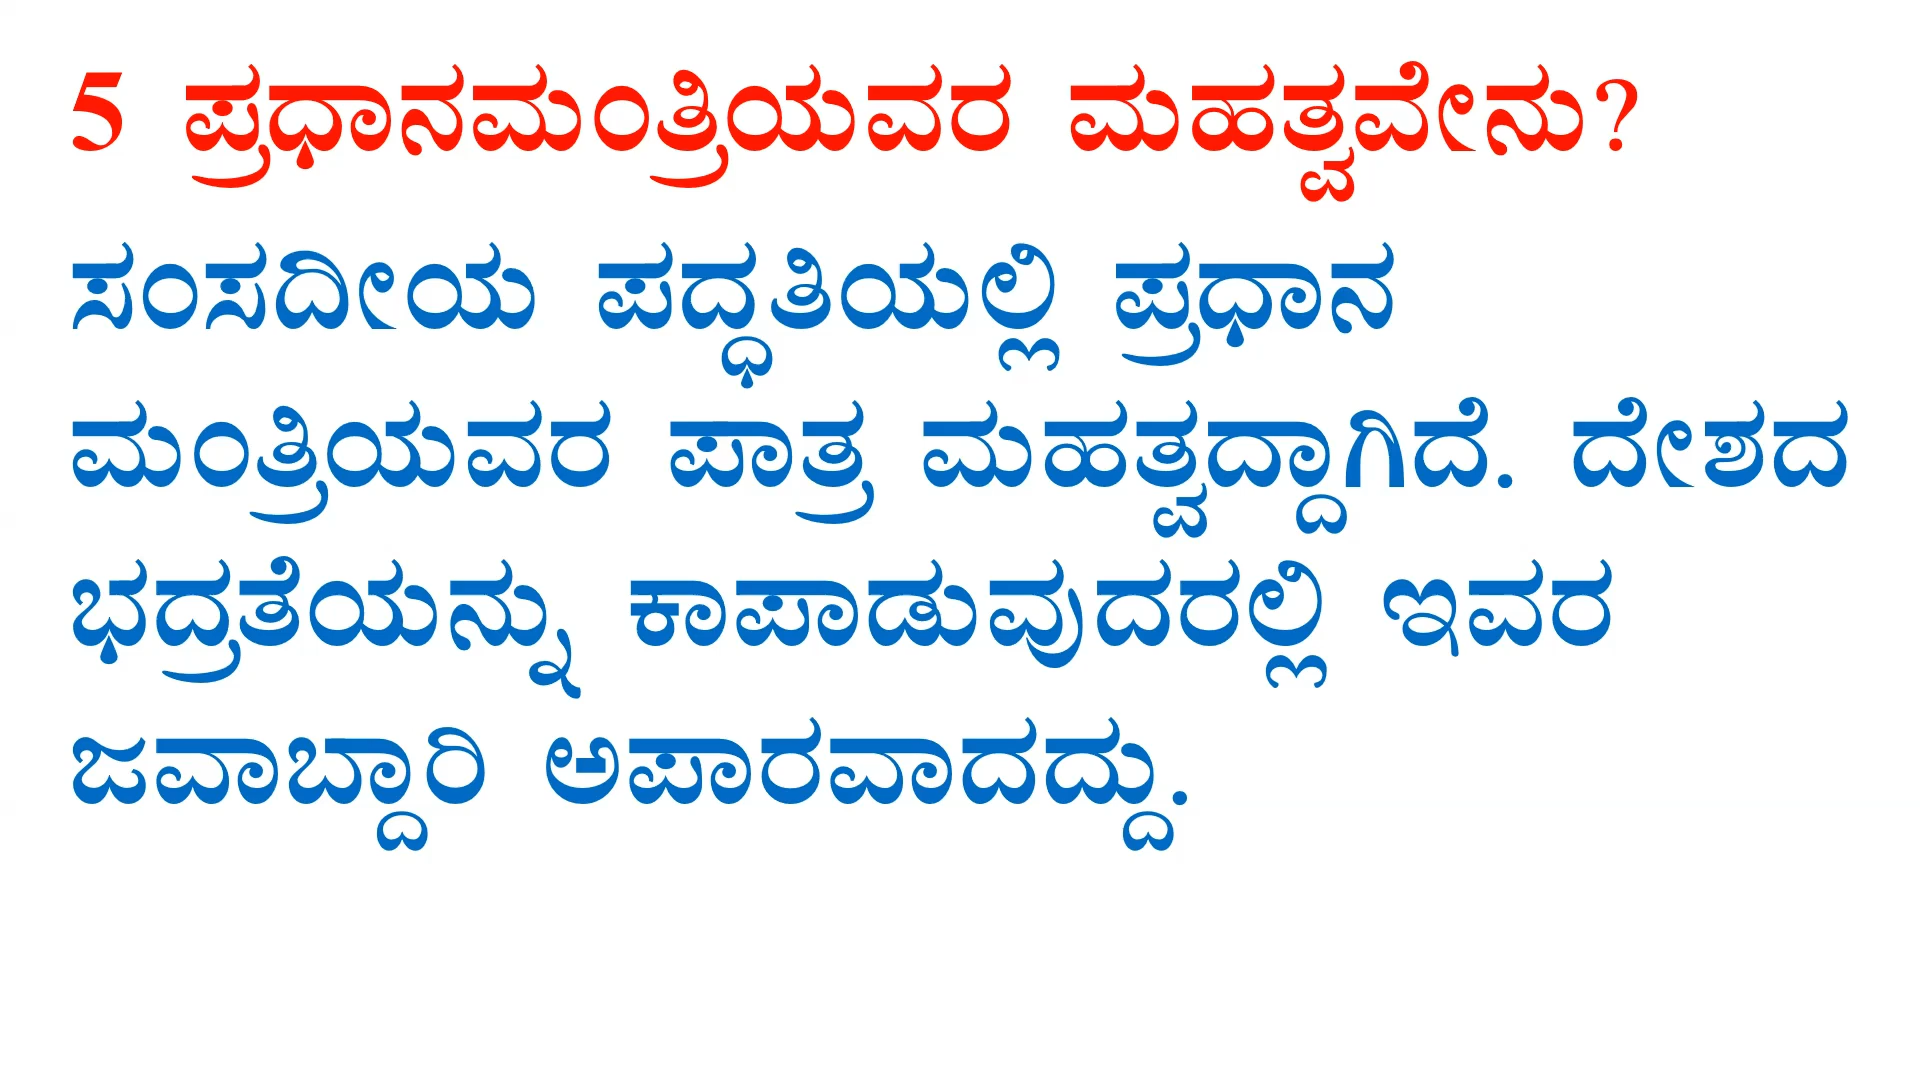 5 ಪ್ರಧಾನಮಂತ್ರಿಯವರ ಮಹತ್ವವೇನು?
ಸಂಸದೀಯ ಪದ್ಧತಿಯಲ್ಲಿ ಪ್ರಧಾನ
ಮಂತ್ರಿಯವರ ಪಾತ್ರ ಮಹತ್ವದ್ದಾಗಿದೆ. ದೇಶದ
ಭದ್ರತೆಯನ್ನು ಕಾಪಾಡುವುದರಲ್ಲಿ ಇವರ
ಜವಾಬ್ದಾರಿ ಅಪಾರವಾದದ್ದು.